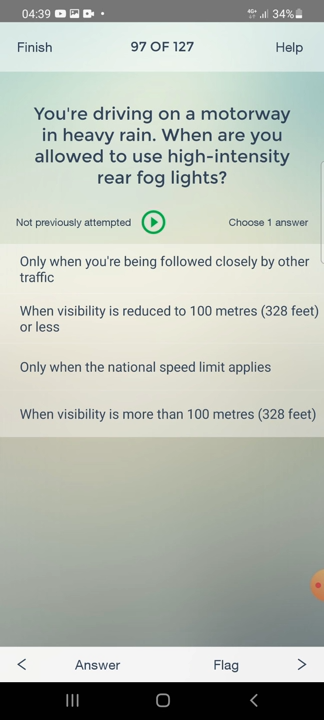 04:39
4G+ 34%
Finish 97 OF 127 Help
You're driving on a motorway
in heavy rain. When are you
allowed to use high-intensity
rear fog lights?
Not previously attempted Choose 1 answer
Only when you're being followed closely by other
traffic
When visibility is reduced to 100 metres (328 feet)
or less
Only when the national speed limit applies
When visibility is more than 100 metres (328 feet)
Answer Flag